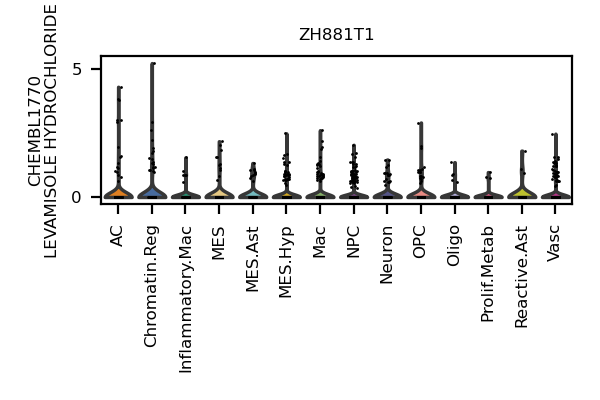 ZH881T1
CHEMBL1770
LEVAMISOLE HYDROCHLORIDE
5
0
AC
Chromatin.Reg
Inflammatory.Mac
MES
MES.Ast
MES.Hyp
Mac
NPC
Neuron
OPC
Oligo
Prolif.Metab
Reactive.Ast
Vasc